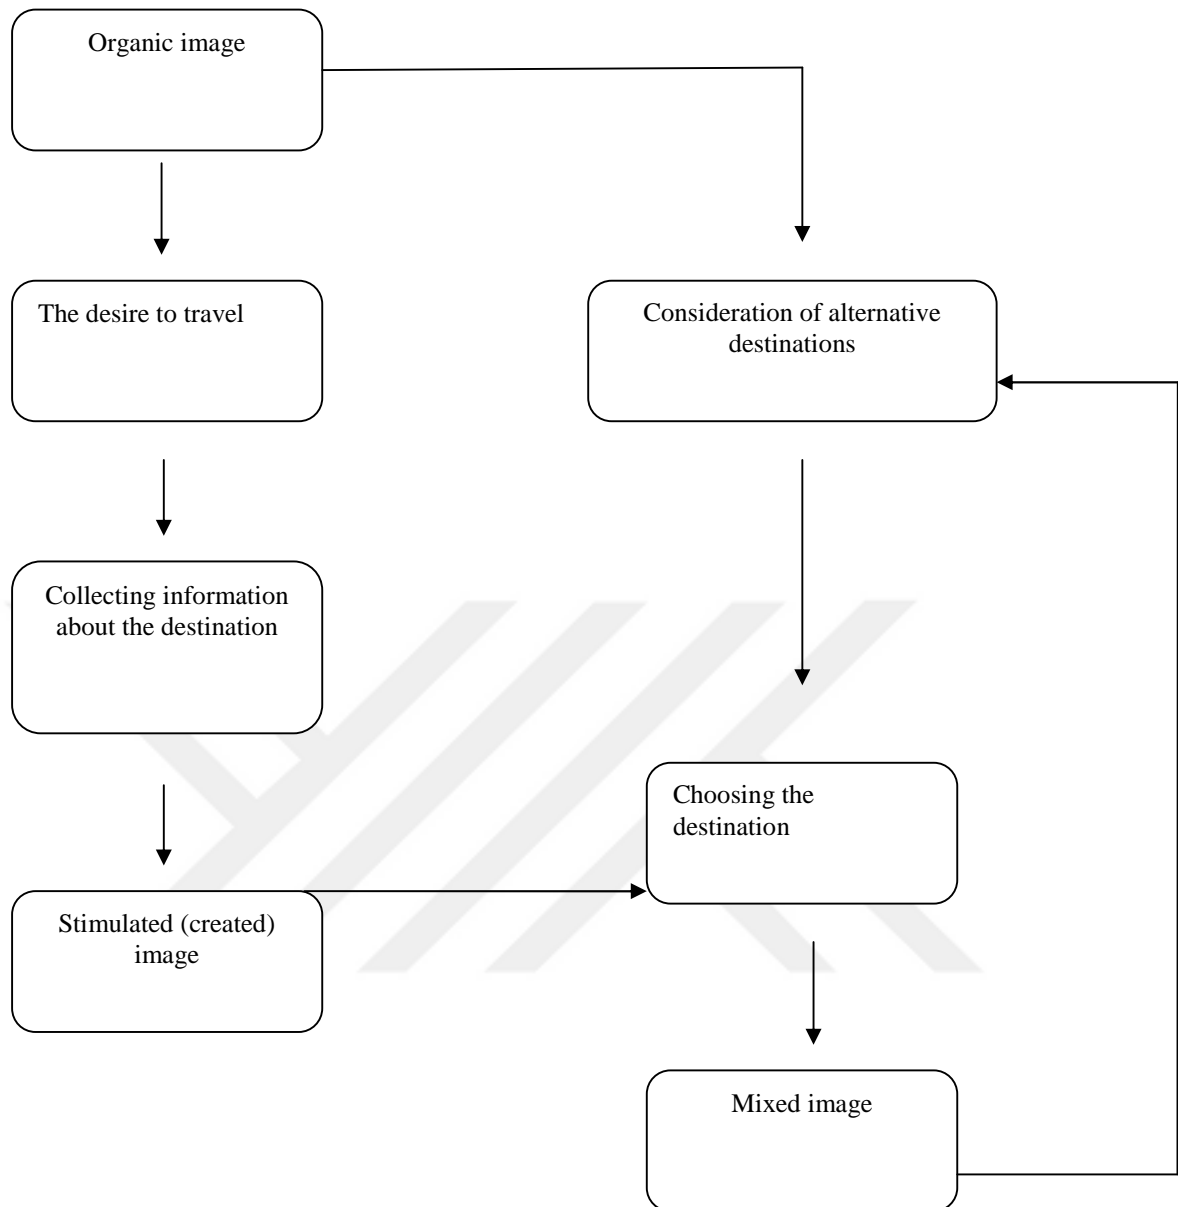 Organic image
The desire to travel
Consideration of alternative
destinations
Collecting information
about the destination
Choosing the
destination
Stimulated (created)
image
Mixed image